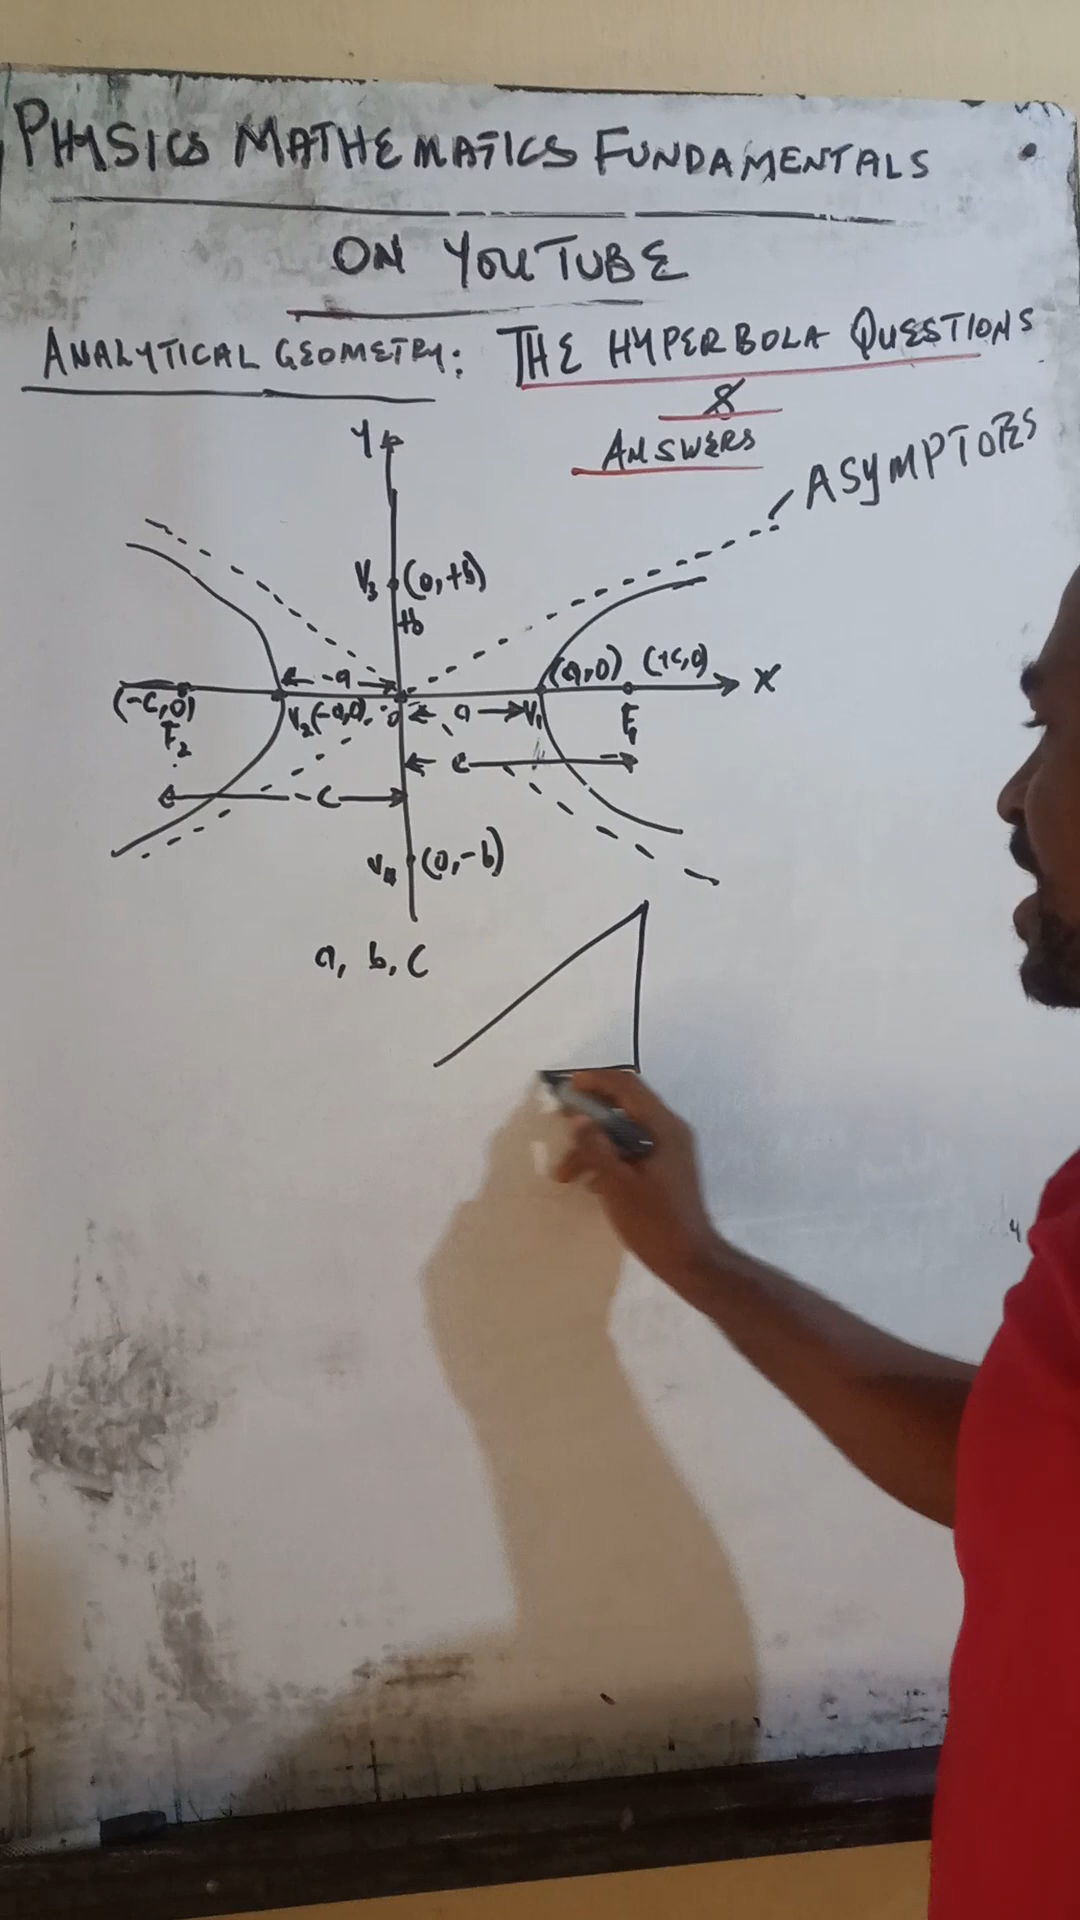 PHYSICS MATHEMATICS FUNDAMENTALS
ON YOUTUBE
ANALYTICAL GEOMETRY: THE HYPERBOLA QUESTIONS
&
ANSWERS
ASYMPTOTES
Y
V₃ (0,+b)
+b
(-c,0) -a (a,0) (+c,0) X
F₂ V₂(-a,0) 0 a V₁ F₁
c
-c
V₄ (0,-b)
a, b, c